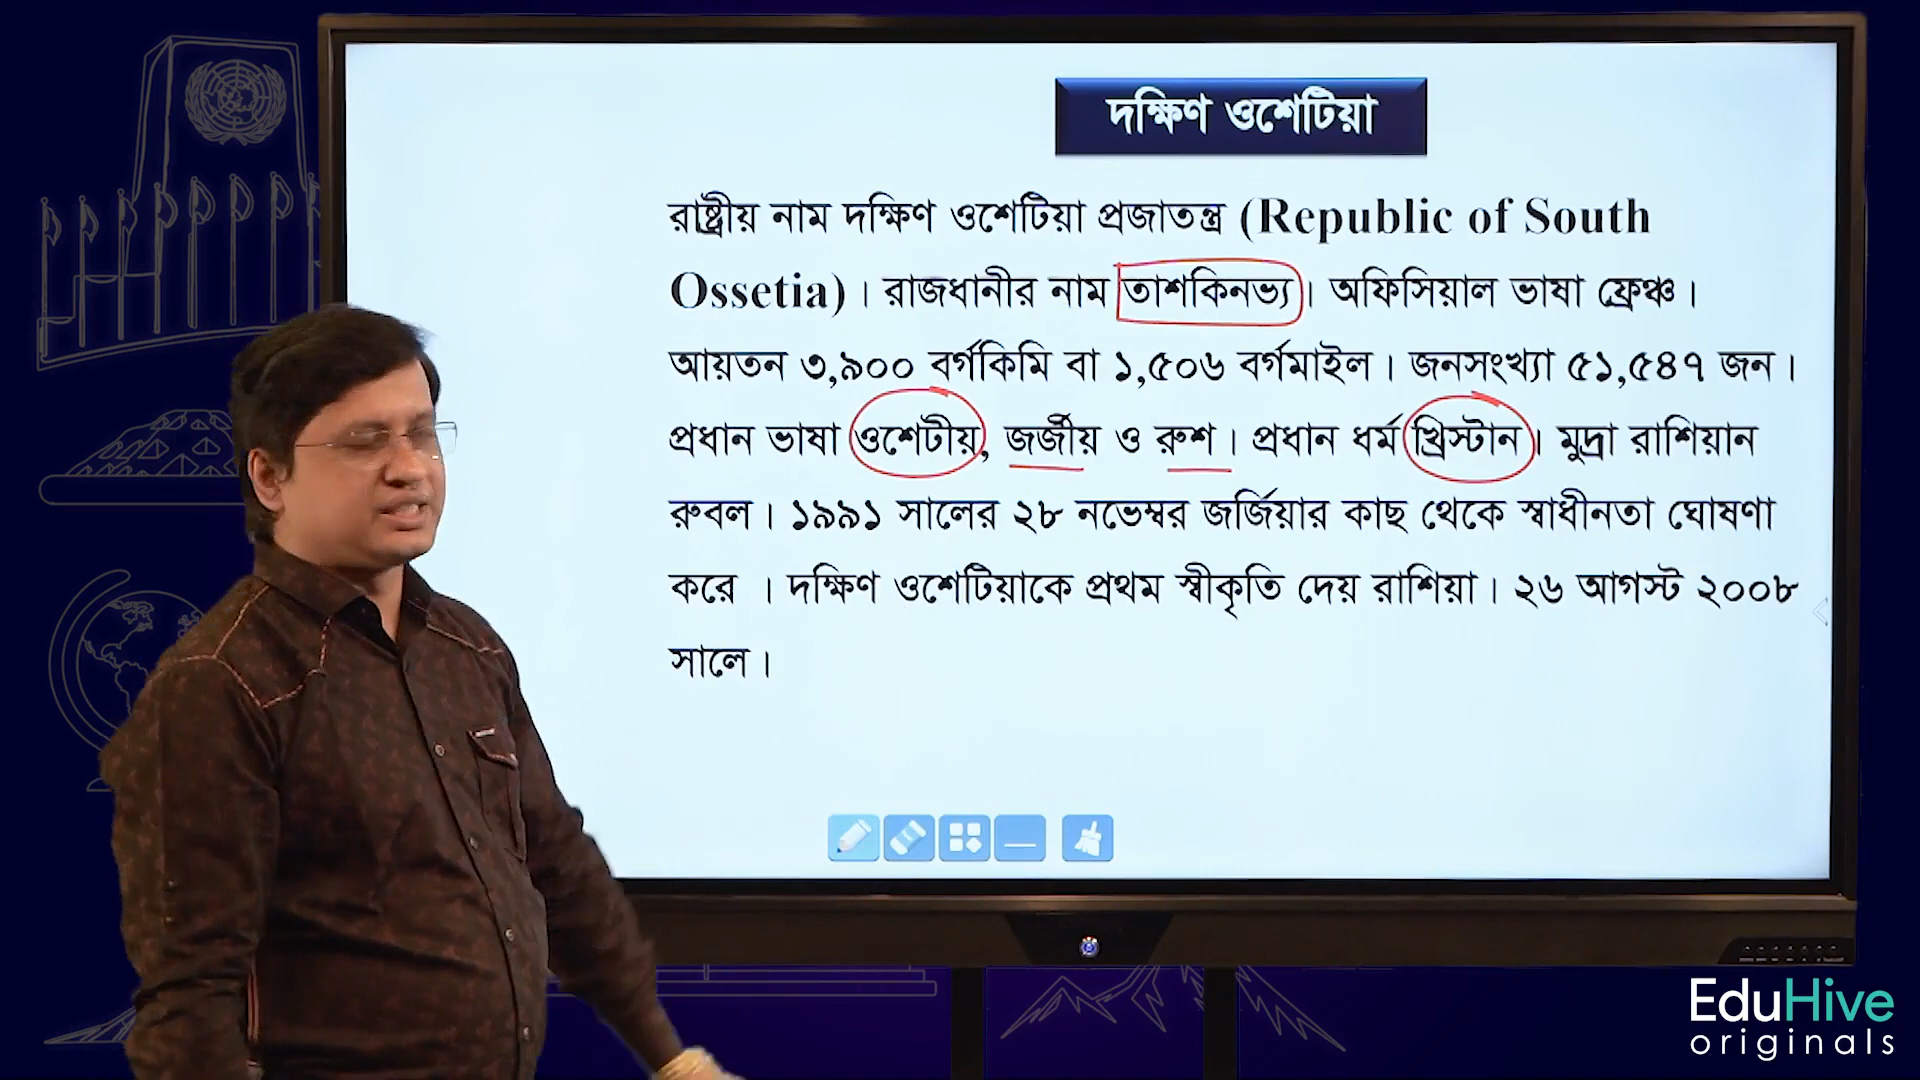 দক্ষিণ ওশেটিয়া
রাষ্ট্রীয় নাম দক্ষিণ ওশেটিয়া প্রজাতন্ত্র (Republic of South
Ossetia) । রাজধানীর নাম তাশকিনভ্য। অফিসিয়াল ভাষা ফ্রেঞ্চ।
আয়তন ৩,৯০০ বর্গকিমি বা ১,৫০৬ বর্গমাইল। জনসংখ্যা ৫১,৫৪৭ জন।
প্রধান ভাষা ওশেটীয়, জর্জীয় ও রুশ। প্রধান ধর্ম খ্রিস্টান। মুদ্রা রাশিয়ান
রুবল। ১৯৯১ সালের ২৮ নভেম্বর জর্জিয়ার কাছ থেকে স্বাধীনতা ঘোষণা
করে । দক্ষিণ ওশেটিয়াকে প্রথম স্বীকৃতি দেয় রাশিয়া। ২৬ আগস্ট ২০০৮
সালে।
EduHive
originals